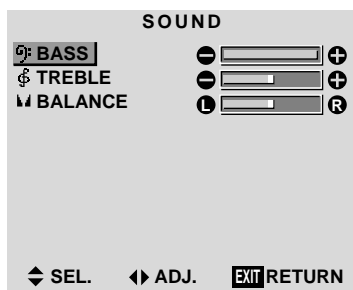 SOUND
BASS
TREBLE
BALANCE L R
SEL. ADJ. EXIT RETURN